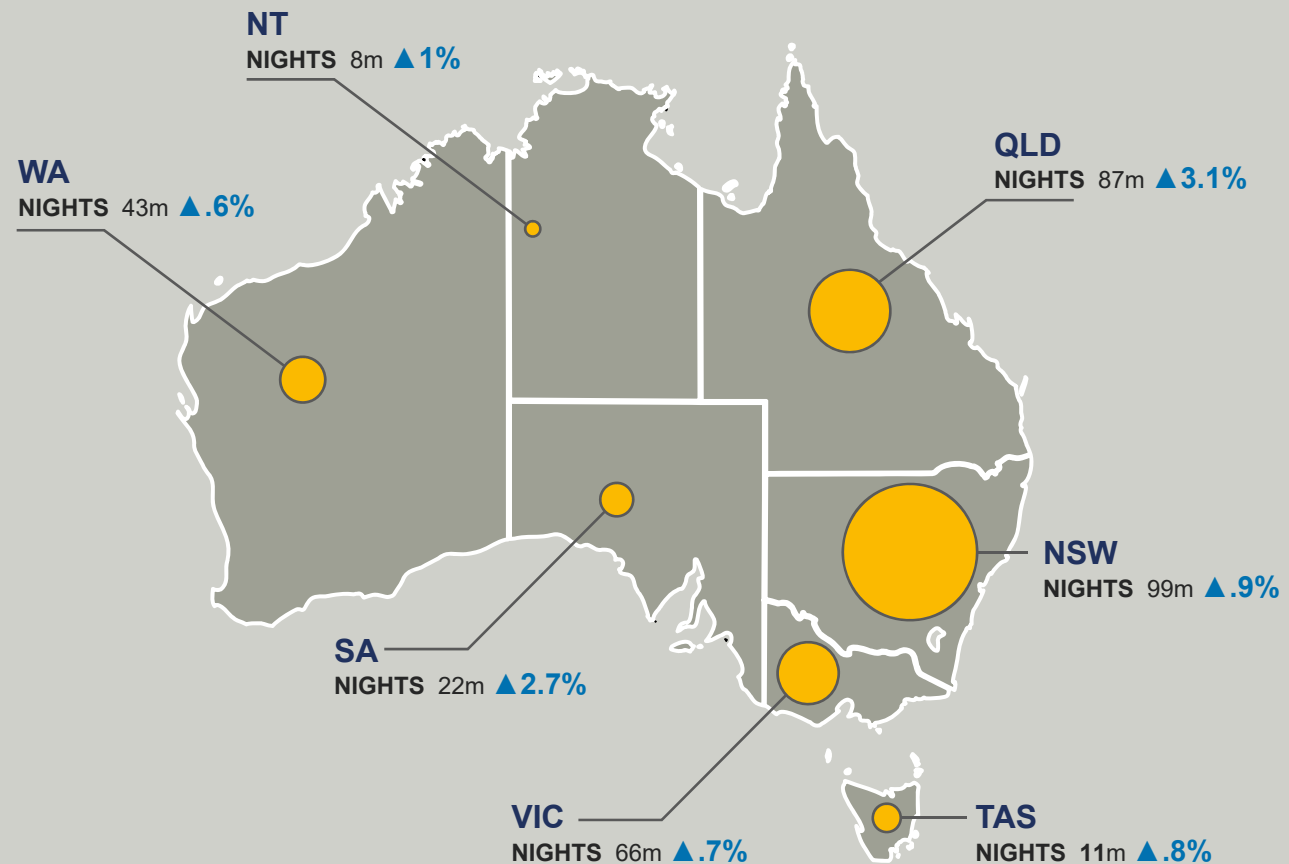 NT
NIGHTS 8m ▲1%
WA
NIGHTS 43m ▲.6%
QLD
NIGHTS 87m ▲3.1%
NSW
NIGHTS 99m ▲.9%
SA
NIGHTS 22m ▲2.7%
VIC
NIGHTS 66m ▲.7%
TAS
NIGHTS 11m ▲.8%